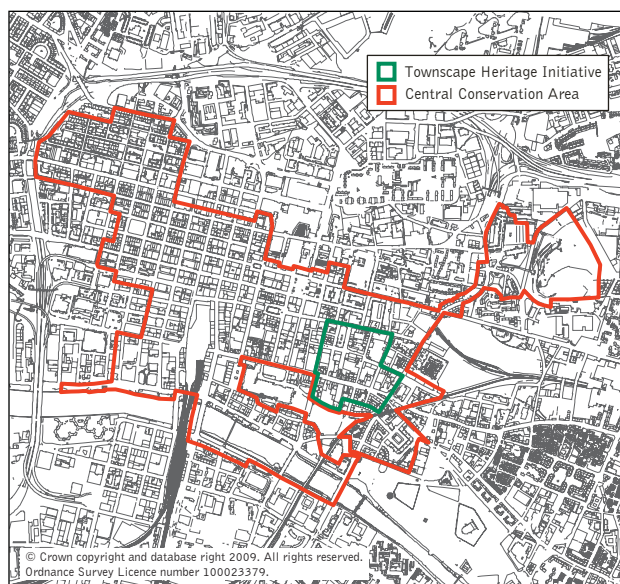 Townscape Heritage Initiative
Central Conservation Area
© Crown copyright and database right 2009. All rights reserved.
Ordnance Survey Licence number 100023379.